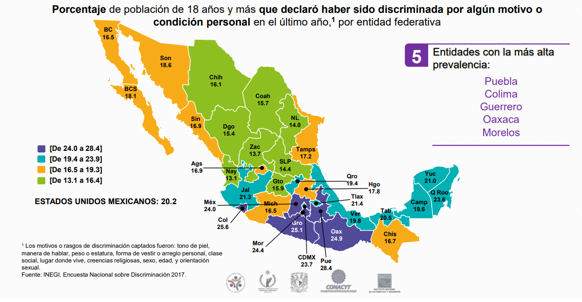 Porcentaje de población de 18 años y más que declaró haber sido discriminada por algún motivo o
condición personal en el último año,¹ por entidad federativa
5
Entidades con la más alta
prevalencia:
Puebla
Colima
Guerrero
Oaxaca
Morelos
BC
16.5
Son
18.6
BCS
18.1
Chih
16.1
Coah
15.7
Sin
16.9
NL
14.0
Dgo
15.4
Tamps
17.2
Zac
13.7
Ags
16.9
SLP
14.4
Nay
13.1
Gto
15.9
Qro
19.4
Hgo
17.8
Jal
21.3
Méx
24.0
Mich
16.5
Tlax
21.4
Col
25.6
Gro
25.1
Mor
24.4
CDMX
23.7
Pue
28.4
Oax
24.9
Ver
19.8
Tab
Chis
16.7
Camp
19.6
Yuc
Q Roo
23.6
[De 24.0 a 28.4]
[De 19.4 a 23.9]
[De 16.5 a 19.3]
[De 13.1 a 16.4]
ESTADOS UNIDOS MEXICANOS: 20.2
¹ Los motivos o rasgos de discriminación captados fueron: tono de piel,
manera de hablar, peso o estatura, forma de vestir o arreglo personal, clase
social, lugar donde vive, creencias religiosas, sexo, edad, y orientación
sexual.
Fuente: INEGI. Encuesta Nacional sobre Discriminación 2017.
CONACYT